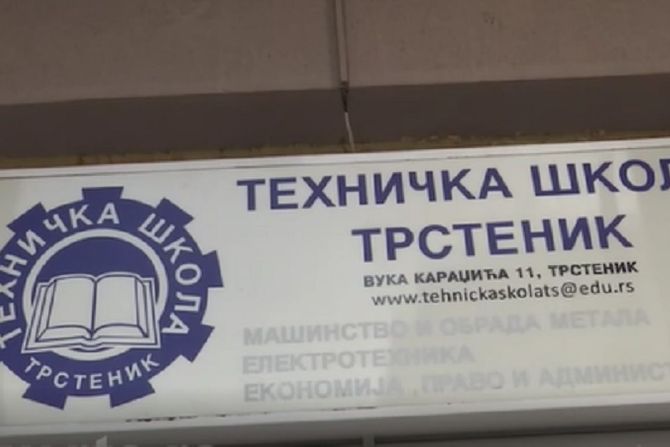 ТЕХНИЧКА ШКОЛА
ТРСТЕНИК
ТЕХНИЧКА ШКОЛ
ТРСТЕНИК
ВУКА КАРАЏИЋА 11, ТРСТЕНИК
www.tehnickaskolats@edu.rs
МАШИНСТВО И ОБРАДА МЕТАЛА
ЕЛЕКТРОТЕХНИКА
ЕКОНОМИЈА ,ПРАВО И АДМИНИСТ